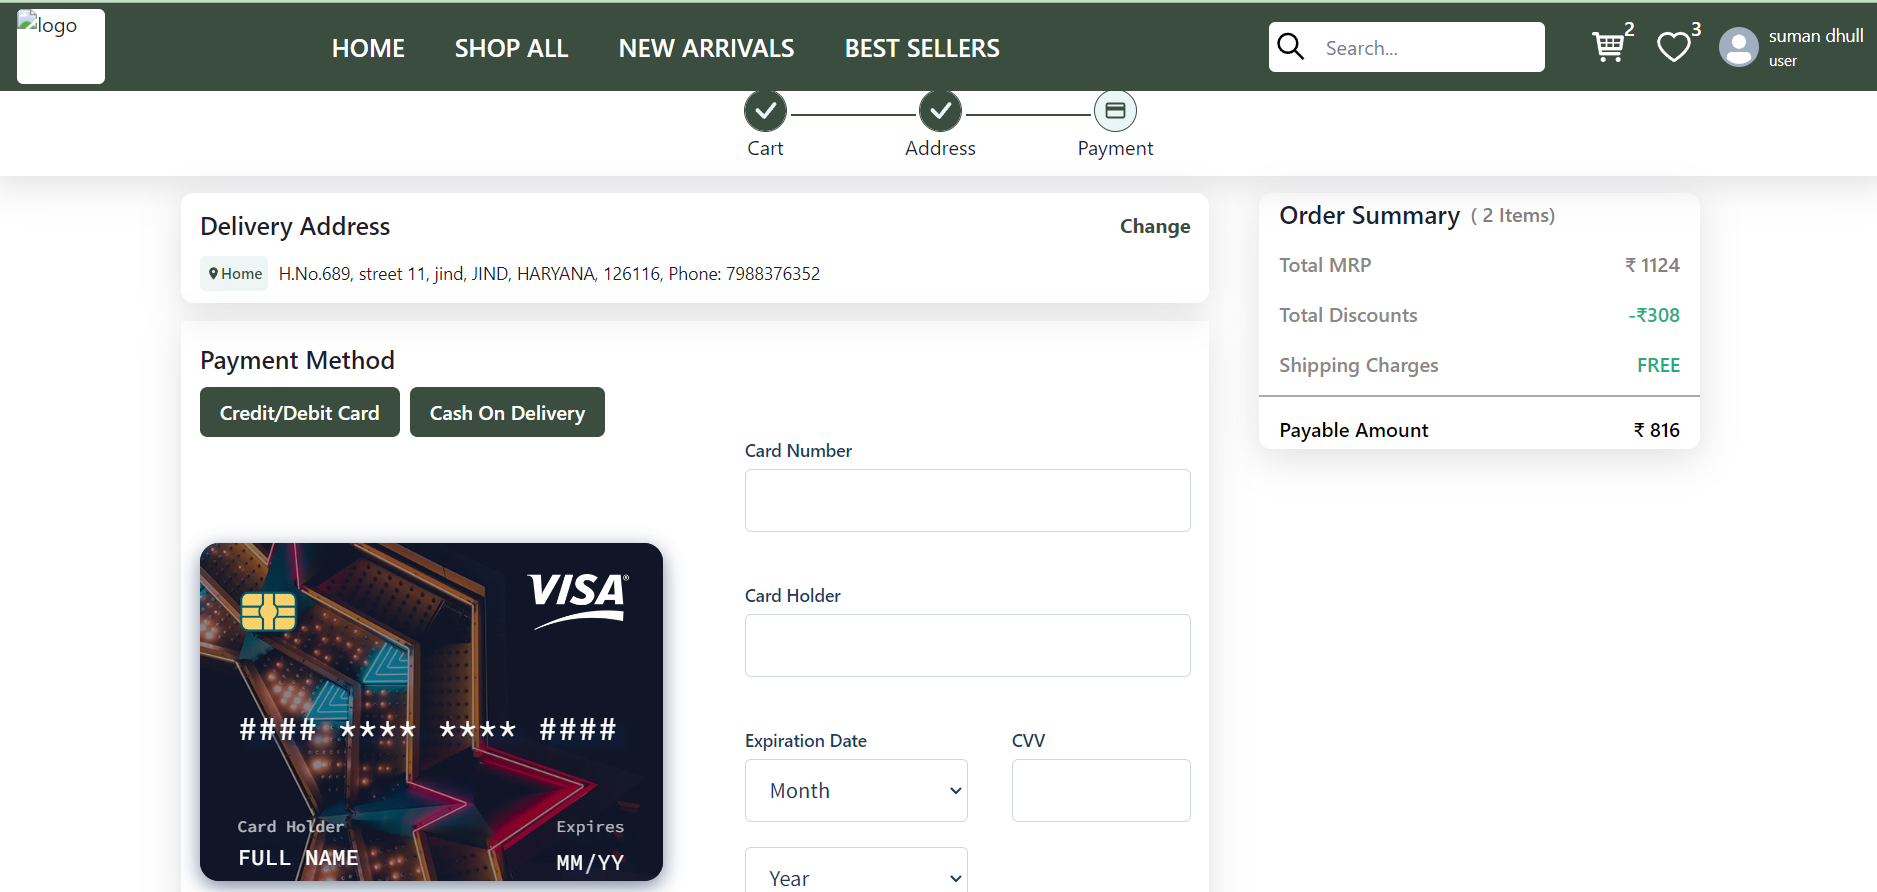 logo
HOME SHOP ALL NEW ARRIVALS BEST SELLERS
Search...
2
3
suman dhull
user
Cart
Address
Payment
Delivery Address
Change
Home
H.No.689, street 11, jind, JIND, HARYANA, 126116, Phone: 7988376352
Payment Method
Credit/Debit Card
Cash On Delivery
VISA®
#### **** **** ####
Card Holder
Expires
FULL NAME
MM/YY
Card Number
Card Holder
Expiration Date
CVV
Month
Year
Order Summary ( 2 Items)
Total MRP ₹ 1124
Total Discounts -₹308
Shipping Charges FREE
Payable Amount ₹ 816